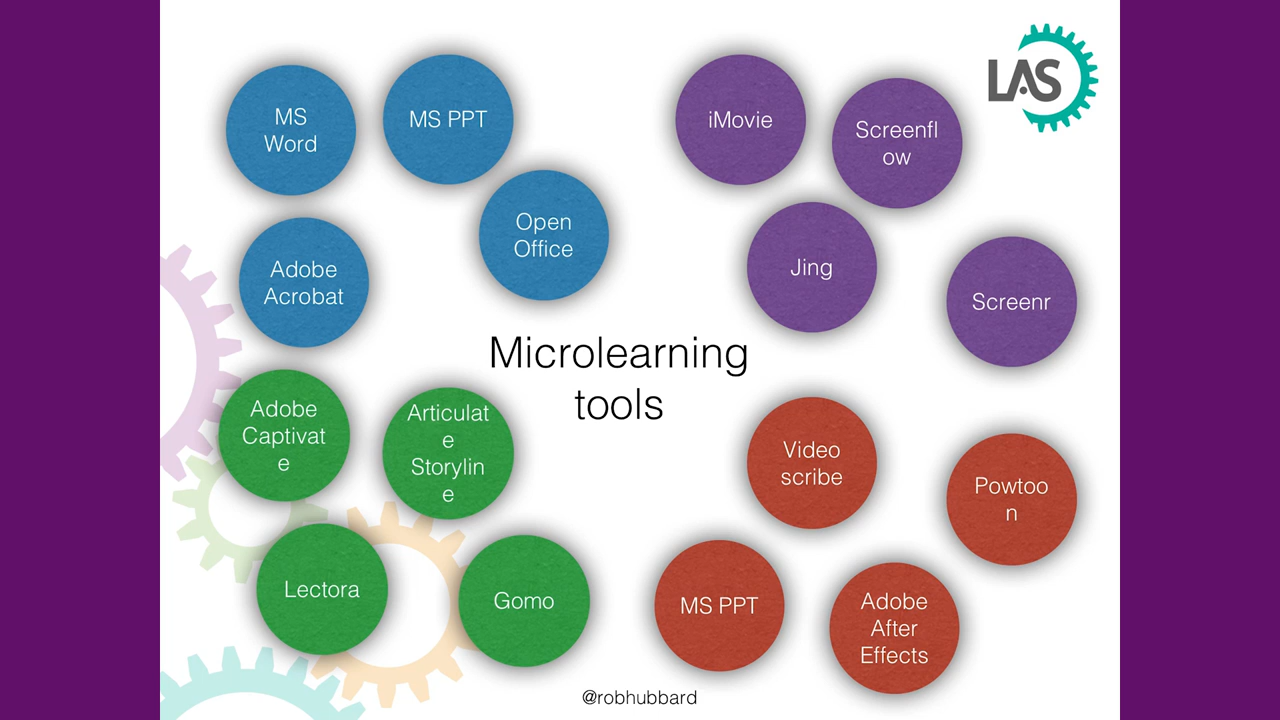 MS
Word
MS PPT
Open
Office
Adobe
Acrobat
iMovie
Screenfl
ow
Jing
Screenr
LAS
Microlearning
tools
Adobe
Captivat
e
Articulat
e
Storylin
e
Lectora
Gomo
Video
scribe
Powtoo
n
MS PPT
Adobe
After
Effects
@robhubbard